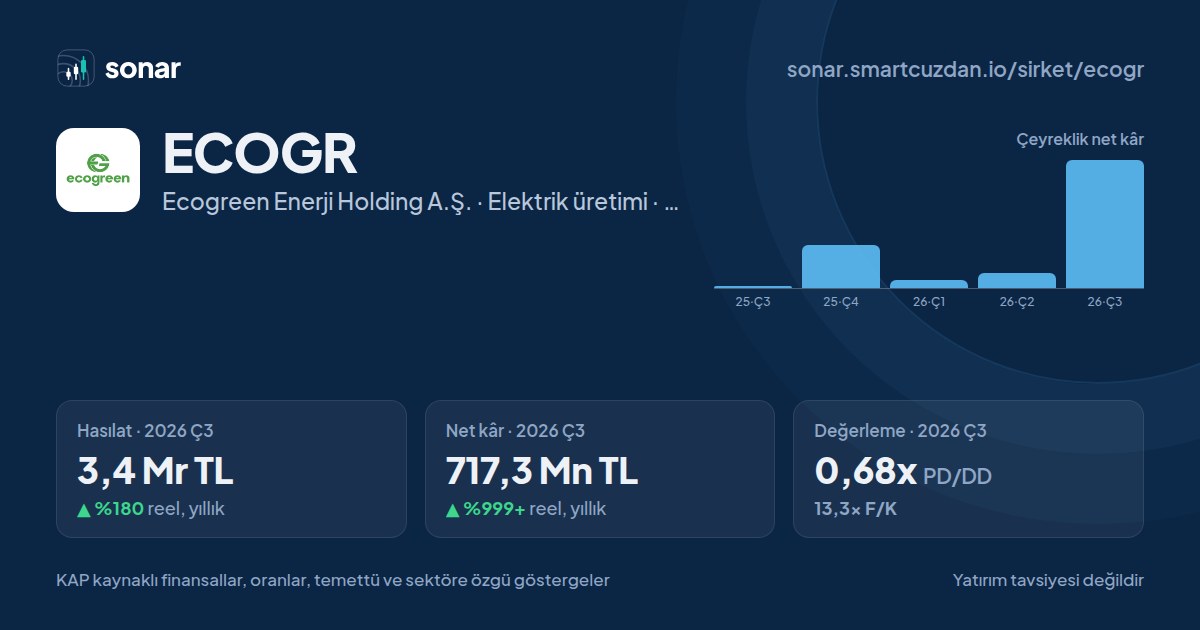 sonar
sonar.smartcuzdan.io/sirket/ecogr
ecogreen
ECOGR
Ecogreen Enerji Holding A.Ş. · Elektrik üretimi · ...
Çeyreklik net kâr
25·Ç3 25·Ç4 26·Ç1 26·Ç2 26·Ç3
Hasılat · 2026 Ç3
3,4 Mr TL
▲ %180 reel, yıllık
Net kâr · 2026 Ç3
717,3 Mn TL
▲ %999+ reel, yıllık
Değerleme · 2026 Ç3
0,68x PD/DD
13,3x F/K
KAP kaynaklı finansallar, oranlar, temettü ve sektöre özgü göstergeler
Yatırım tavsiyesi değildir